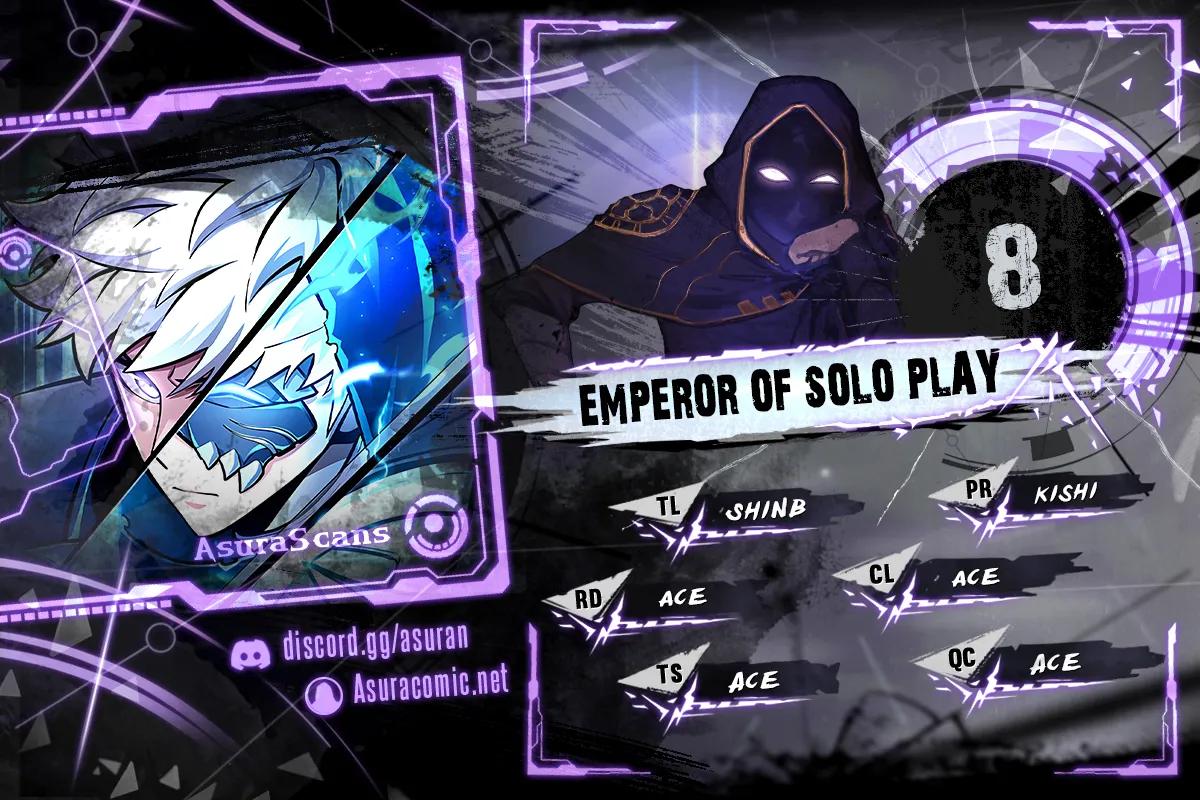 AsuraScans
discord.gg/asuran
Asuracomic.net
8
EMPEROR OF SOLO PLAY
TL SHINB
PR KISHI
RD ACE
CL ACE
TS ACE
QC ACE